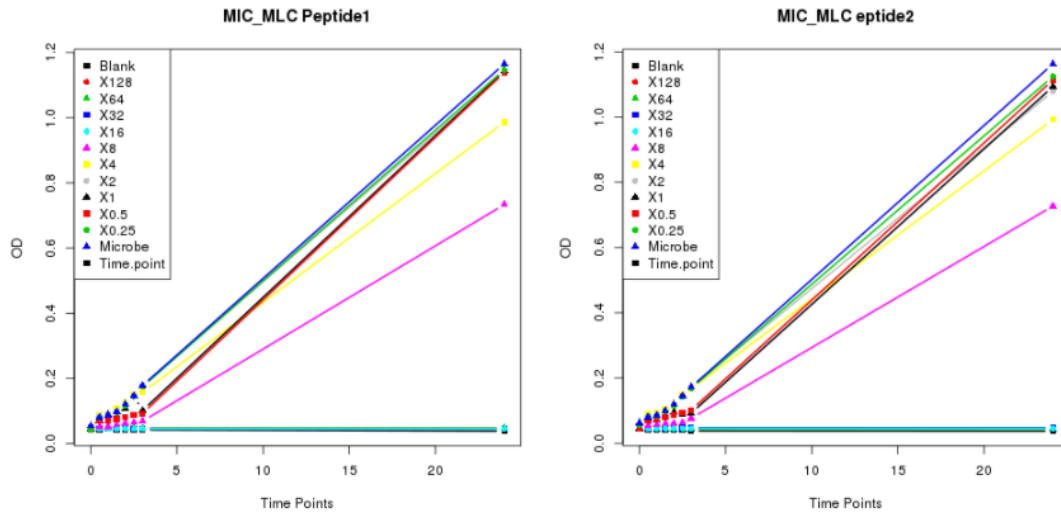 MIC_MLC Peptide1
OD
1.2
1.0
0.8
0.6
0.4
0.2
0.0
Blank
X128
X64
X32
X16
X8
X4
X2
X1
X0.5
X0.25
Microbe
Time.point
0
5
10
15
20
Time Points
MIC_MLC eptide2
OD
1.2
1.0
0.8
0.6
0.4
0.2
0.0
Blank
X128
X64
X32
X16
X8
X4
X2
X1
X0.5
X0.25
Microbe
Time.point
0
5
10
15
20
Time Points